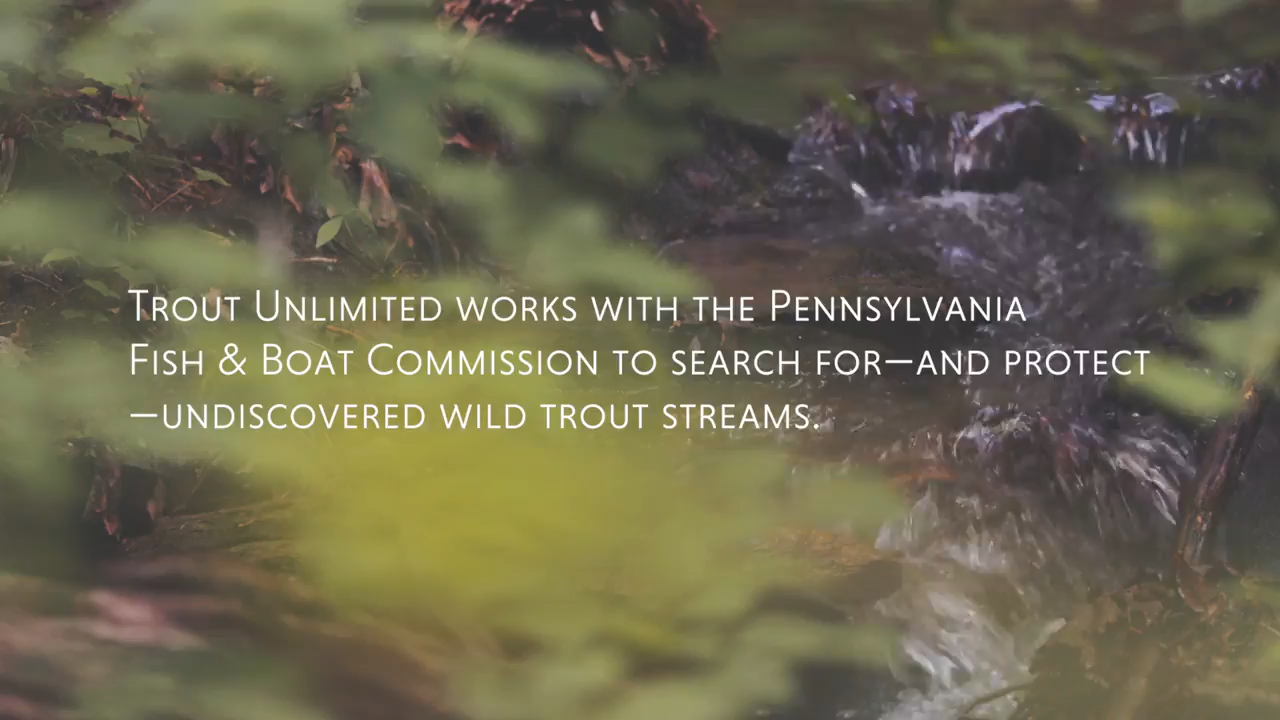 Trout Unlimited works with the Pennsylvania
Fish & Boat Commission to search for—and protect
—undiscovered wild trout streams.